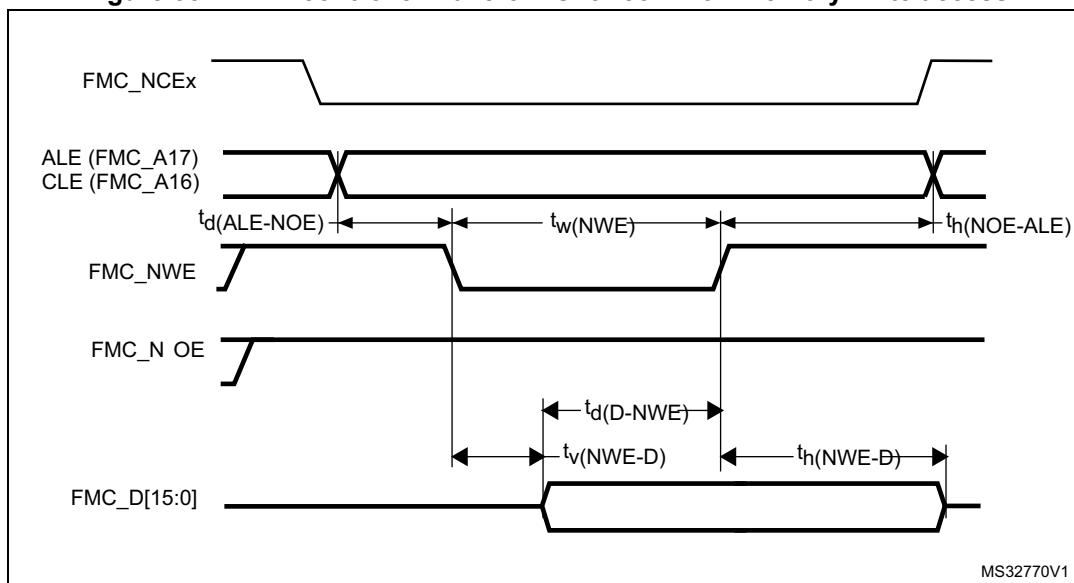 FMC_NCEx
ALE (FMC_A17)
CLE (FMC_A16)
td(ALE-NOE) tw(NWE) th(NOE-ALE)
FMC_NWE
FMC_N OE
td(D-NWE)
tv(NWE-D) th(NWE-D)
FMC_D[15:0]
MS32770V1